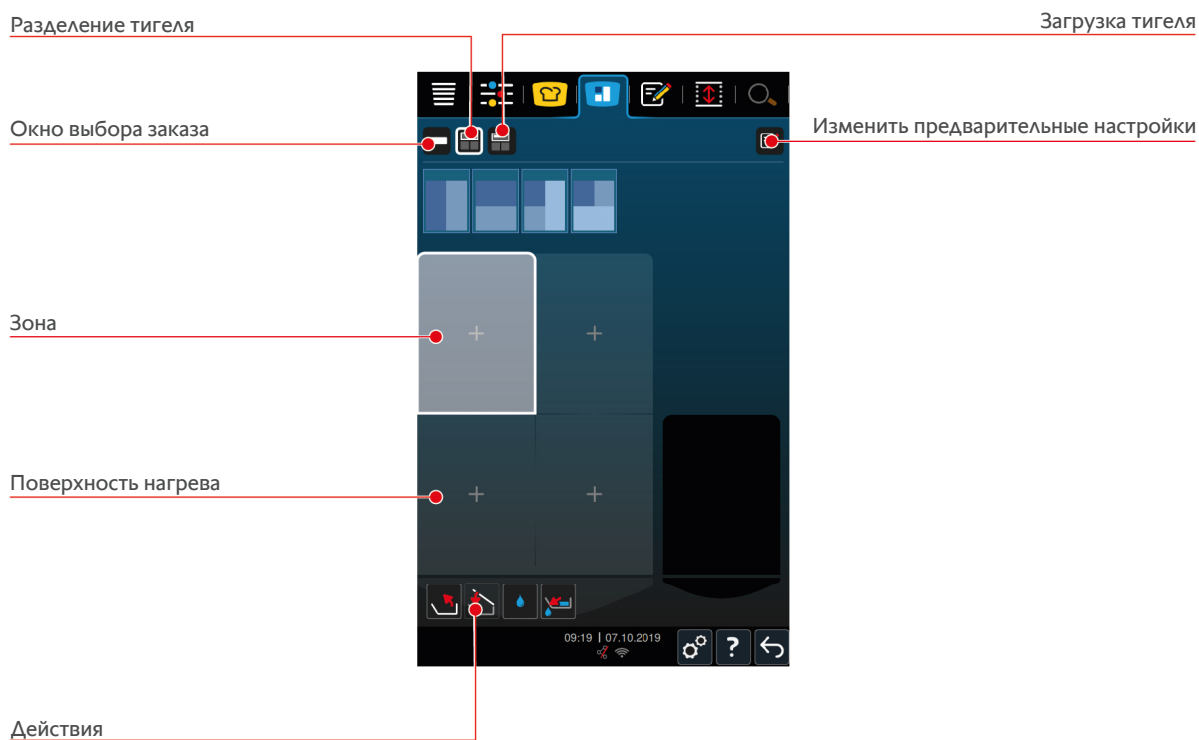 Разделение тигеля
Загрузка тигеля
Окно выбора заказа
Изменить предварительные настройки
Зона
Поверхность нагрева
09:19 | 07.10.2019
?
Действия